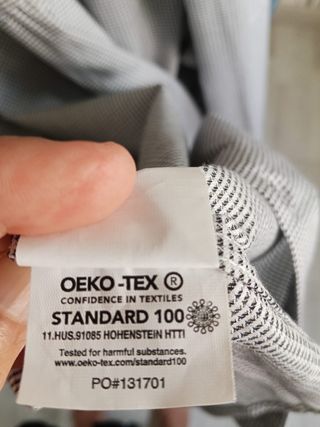 OEKO-TEX ®
CONFIDENCE IN TEXTILES
STANDARD 100
11.HUS.91085 HOHENSTEIN HTTI
Tested for harmful substances.
www.oeko-tex.com/standard100
PO#131701